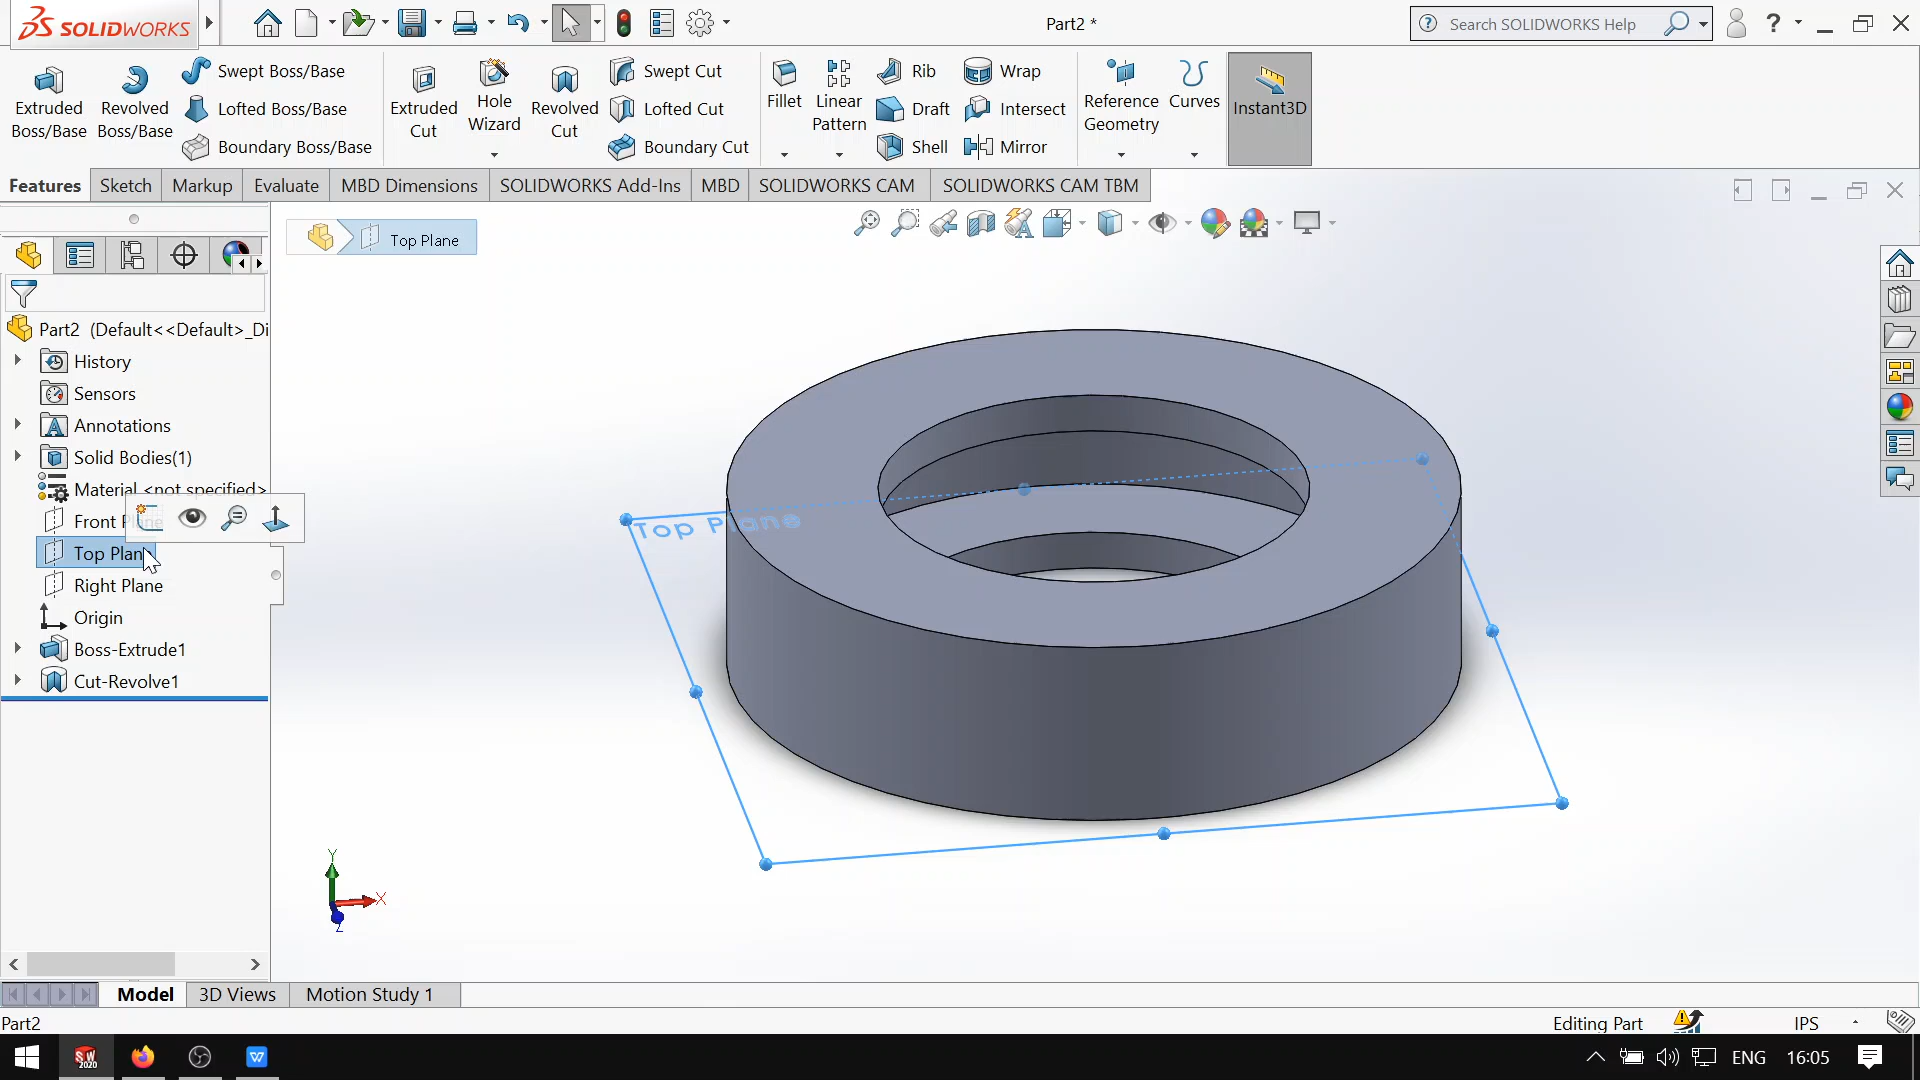 SOLIDWORKS
Part2 *
Search SOLIDWORKS Help
?
Extruded Boss/Base
Revolved Boss/Base
Swept Boss/Base
Lofted Boss/Base
Boundary Boss/Base
Extruded Cut
Hole Wizard
Revolved Cut
Swept Cut
Lofted Cut
Boundary Cut
Fillet
Linear Pattern
Rib
Draft
Shell
Wrap
Intersect
Mirror
Reference Geometry
Curves
Instant3D
Features
Sketch
Markup
Evaluate
MBD Dimensions
SOLIDWORKS Add-Ins
MBD
SOLIDWORKS CAM
SOLIDWORKS CAM TBM
Top Plane
Part2 (Default<<Default>_Di
History
Sensors
Annotations
Solid Bodies(1)
Material <not specified>
Front Plane
Top Plane
Right Plane
Origin
Boss-Extrude1
Cut-Revolve1
Top Plane
Y
X
Z
Model
3D Views
Motion Study 1
Part2
Editing Part
IPS
SW
2020
W
ENG
16:05